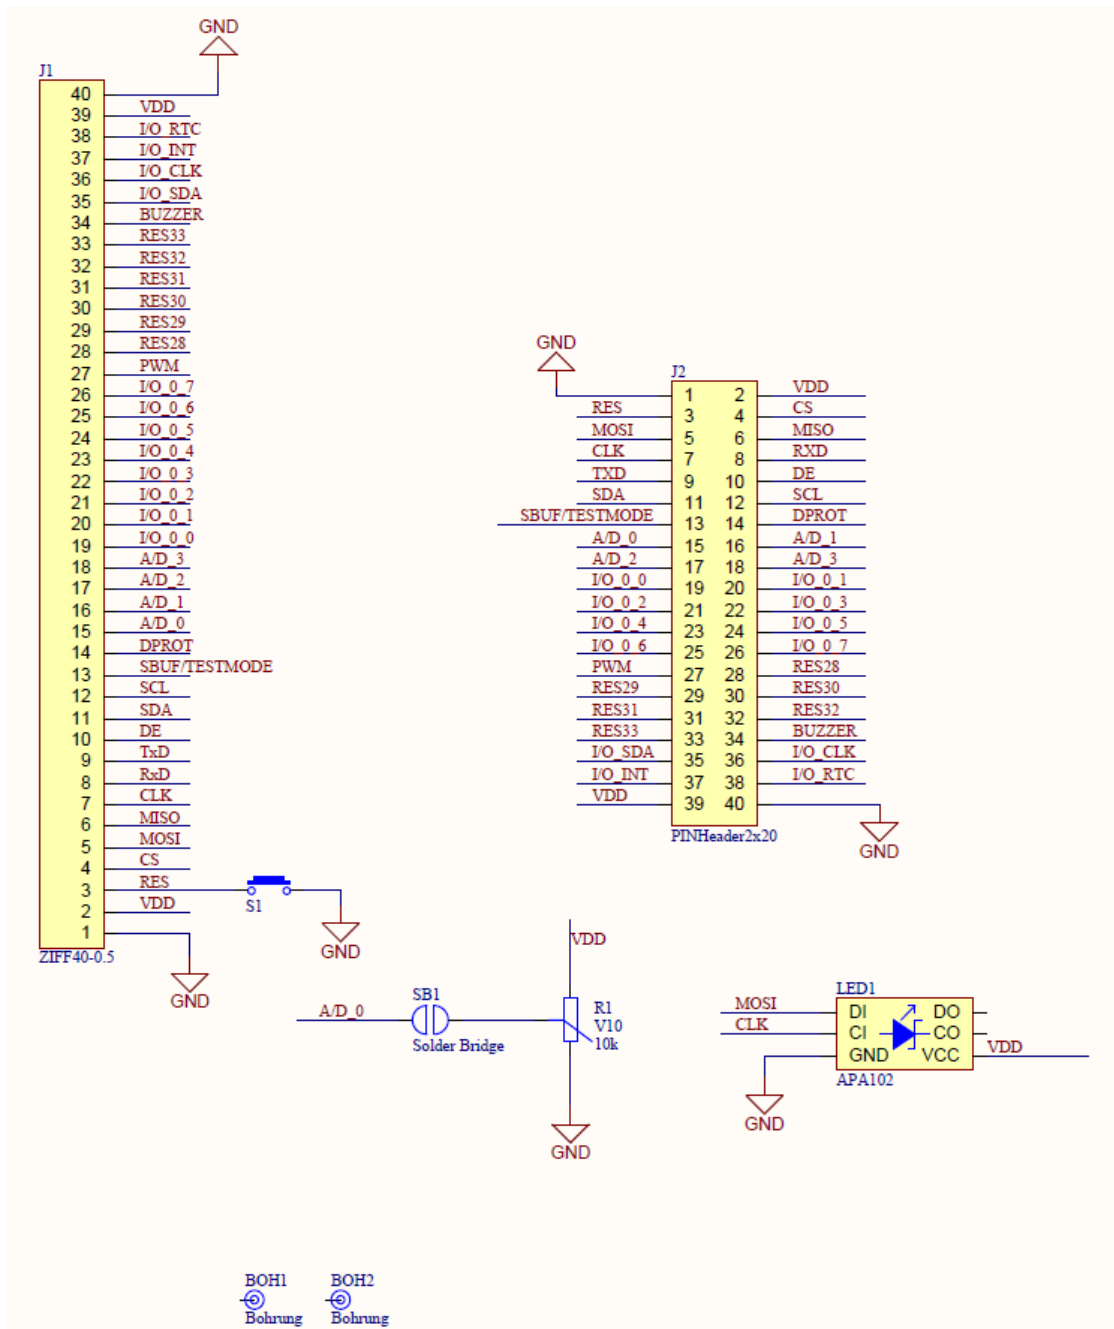 GND
J1
40
39 VDD
38 I/O_RTC
37 I/O_INT
36 I/O_CLK
35 I/O_SDA
34 BUZZER
33 RES33
32 RES32
31 RES31
30 RES30
29 RES29
28 RES28
27 PWM
26 I/O_0_7
25 I/O_0_6
24 I/O_0_5
23 I/O_0_4
22 I/O_0_3
21 I/O_0_2
20 I/O_0_1
19 I/O_0_0
18 A/D_3
17 A/D_2
16 A/D_1
15 A/D_0
14 DPROT
13 SBUF/TESTMODE
12 SCL
11 SDA
10 DE
9 TxD
8 RxD
7 CLK
6 MISO
5 MOSI
4 CS
3 RES
2 VDD
1
ZIFF40-0.5
GND
S1
GND
GND
J2
1 2 VDD
RES 3 4 CS
MOSI 5 6 MISO
CLK 7 8 RXD
TXD 9 10 DE
SDA 11 12 SCL
SBUF/TESTMODE 13 14 DPROT
A/D_0 15 16 A/D_1
A/D_2 17 18 A/D_3
I/O_0_0 19 20 I/O_0_1
I/O_0_2 21 22 I/O_0_3
I/O_0_4 23 24 I/O_0_5
I/O_0_6 25 26 I/O_0_7
PWM 27 28 RES28
RES29 29 30 RES30
RES31 31 32 RES32
RES33 33 34 BUZZER
I/O_SDA 35 36 I/O_CLK
I/O_INT 37 38 I/O_RTC
VDD 39 40
PINHeader2x20
GND
VDD
A/D_0
SB1
Solder Bridge
R1
V10
10k
GND
LED1
MOSI DI DO
CLK CI CO
GND VCC VDD
APA102
GND
BOH1
Bohrung
BOH2
Bohrung